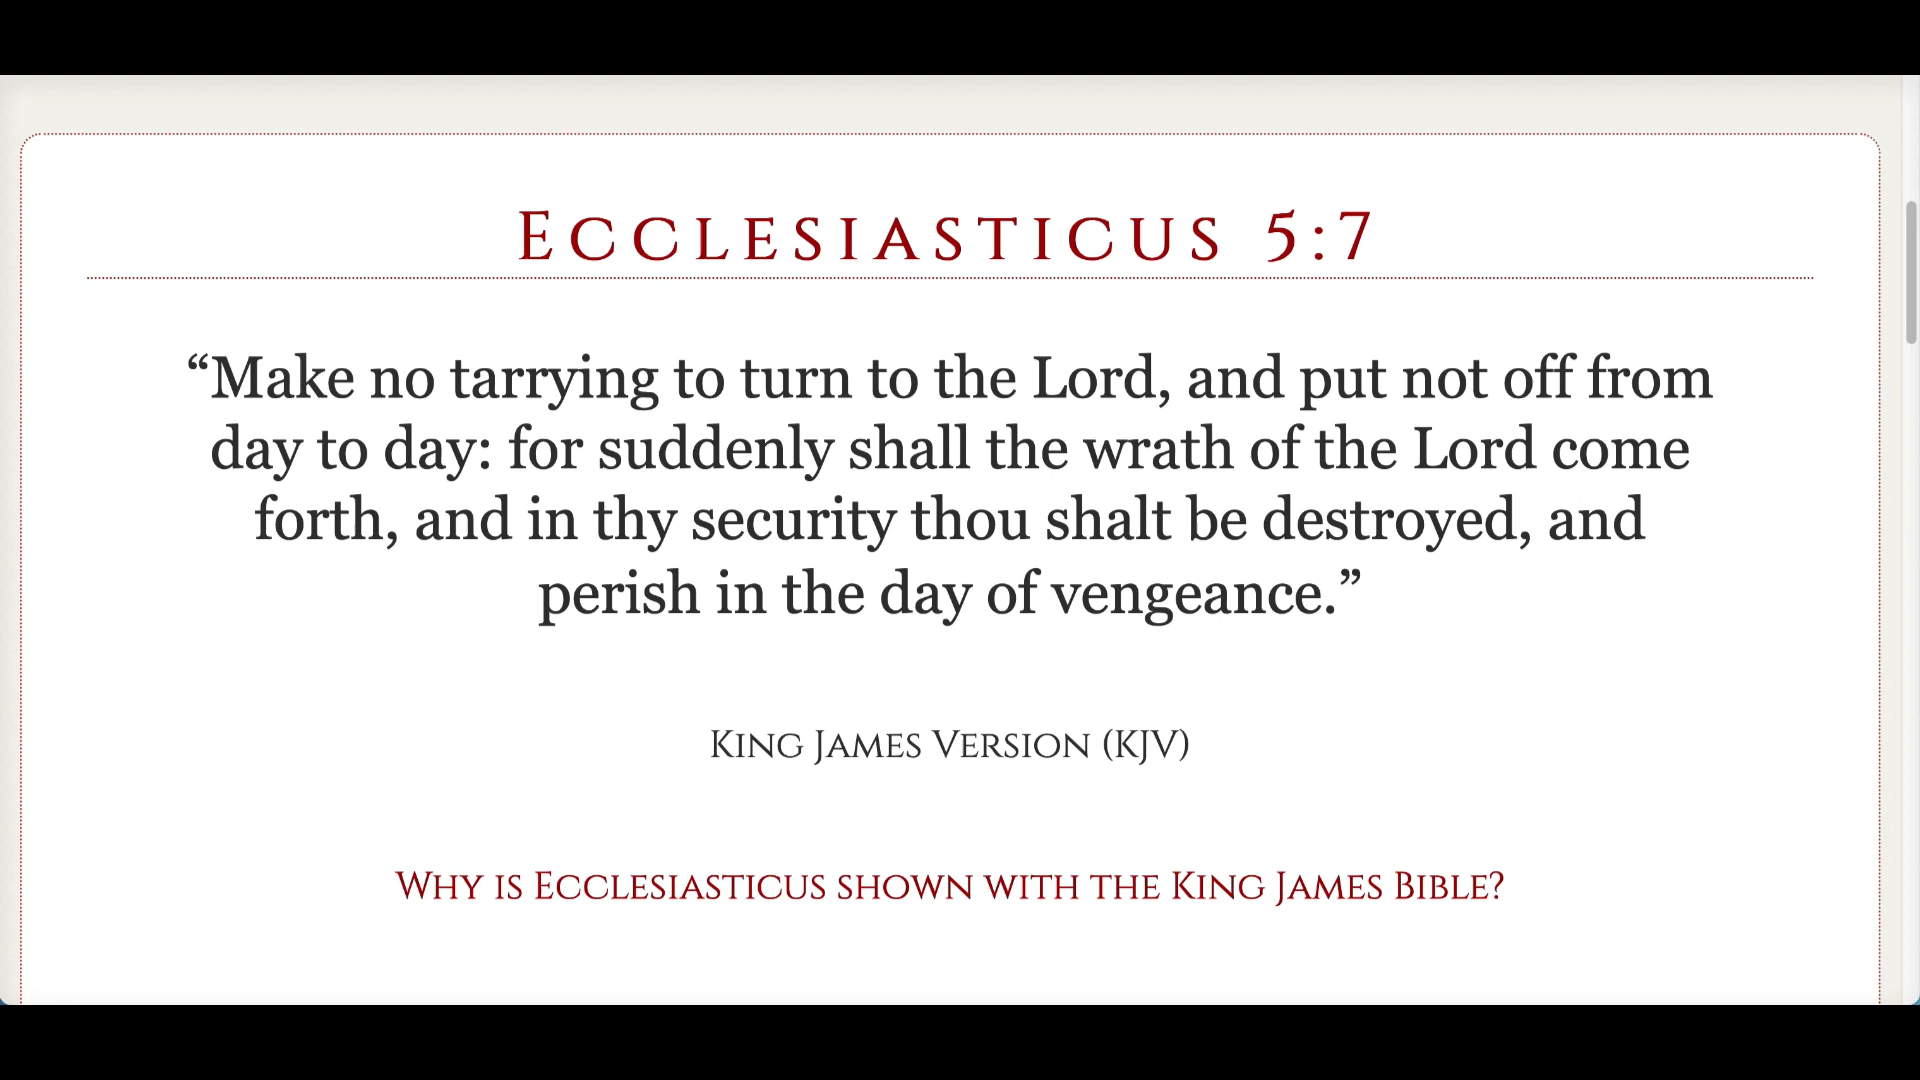 Ecclesiasticus 5:7
“Make no tarrying to turn to the Lord, and put not off from
day to day: for suddenly shall the wrath of the Lord come
forth, and in thy security thou shalt be destroyed, and
perish in the day of vengeance.”
King James Version (KJV)
Why is Ecclesiasticus shown with the King James Bible?